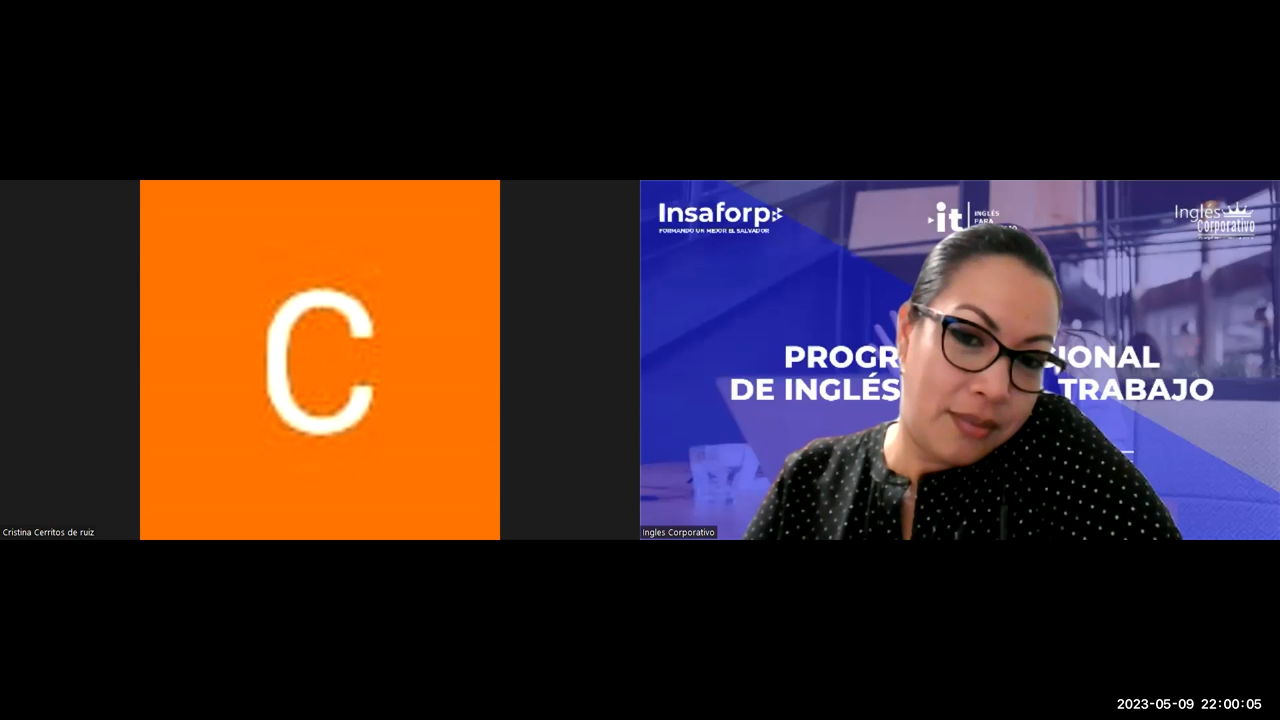 C
Cristina Cerritos de ruiz
Insaforp
FORMANDO UN MEJOR EL SALVADOR
it
INGLÉS
PARA
Ingles
Corporativo
PROGR IONAL
DE INGLÉS TRABAJO
Ingles Corporativo
2023-05-09 22:00:05